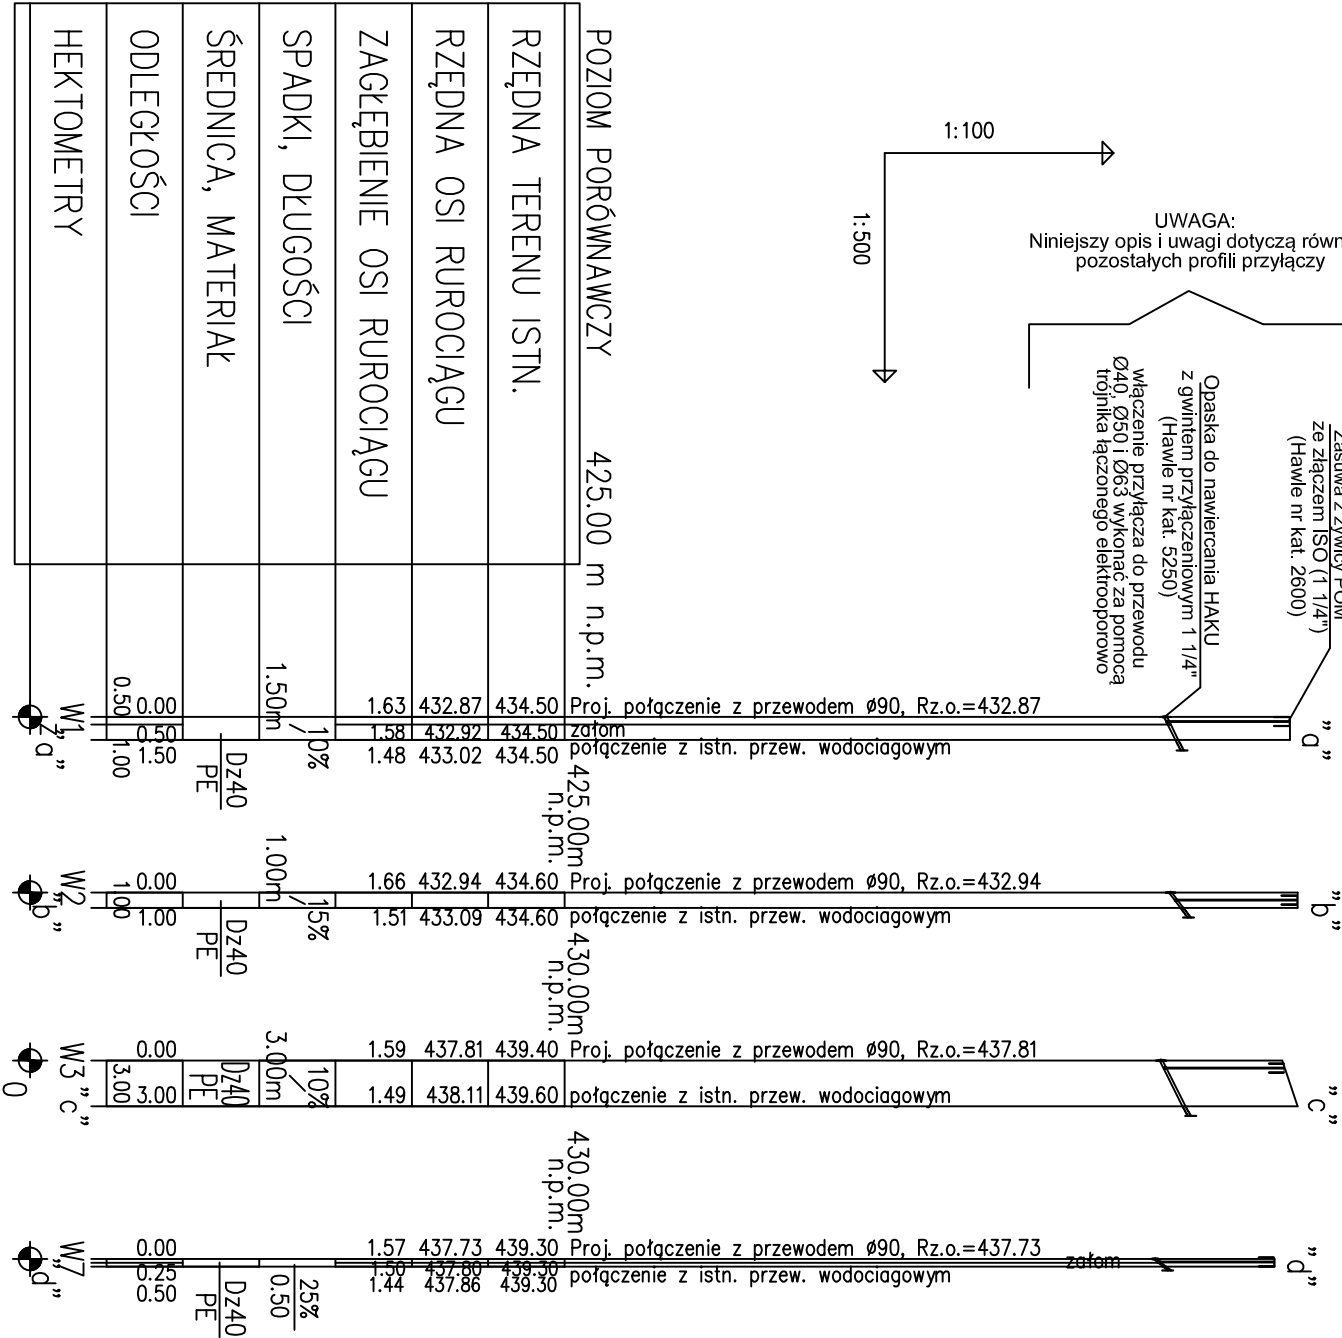 POZIOM PORÓWNAWCZY 425.00 m n.p.m.
RZĘDNA TERENU ISTN.
RZĘDNA OSI RUROCIĄGU
ZAGŁĘBIENIE OSI RUROCIĄGU
SPADKI, DŁUGOŚCI
ŚREDNICA, MATERIAŁ
ODLEGŁOŚCI
HEKTOMETRY
1:100
1:500
UWAGA:
Niniejszy opis i uwagi dotyczą równ
pozostałych profili przyłączy
Zasuwa z żywicy POM
ze złączem ISO (1 1/4")
(Hawle nr kat. 2600)
Opaska do nawiercania HAKU
z gwintem przyłączeniowym 1 1/4"
(Hawle nr kat. 5250)
włączenie przyłącza do przewodu
Ø40, Ø50 i Ø63 wykonać za pomocą
trójnika łączonego elektrooporowo
„a”
1.63 432.87 434.50 Proj. połączenie z przewodem ø90, Rz.o.=432.87
1.58 432.92 434.50 załom
1.48 433.02 434.50 połączenie z istn. przew. wodociagowym
0.00
0.50
1.50
0.50
1.00
1.50m
10%
Dz40
PE
W1
Z
„a”
425.00m
n.p.m.
„b”
1.66 432.94 434.60 Proj. połączenie z przewodem ø90, Rz.o.=432.94
1.51 433.09 434.60 połączenie z istn. przew. wodociagowym
0.00
1.00
1.00
1.00m
15%
Dz40
PE
W2
„b”
430.00m
n.p.m.
„c”
1.59 437.81 439.40 Proj. połączenie z przewodem ø90, Rz.o.=437.81
1.49 438.11 439.60 połączenie z istn. przew. wodociagowym
0.00
3.00
3.00
3.00m
10%
Dz40
PE
W3
„c”
0
430.00m
n.p.m.
„d”
1.57 437.73 439.30 Proj. połączenie z przewodem ø90, Rz.o.=437.73
załom
1.50 437.80 439.30
1.44 437.86 439.30 połączenie z istn. przew. wodociagowym
0.00
0.25
0.50
25%
0.50
Dz40
PE
W7
„d”